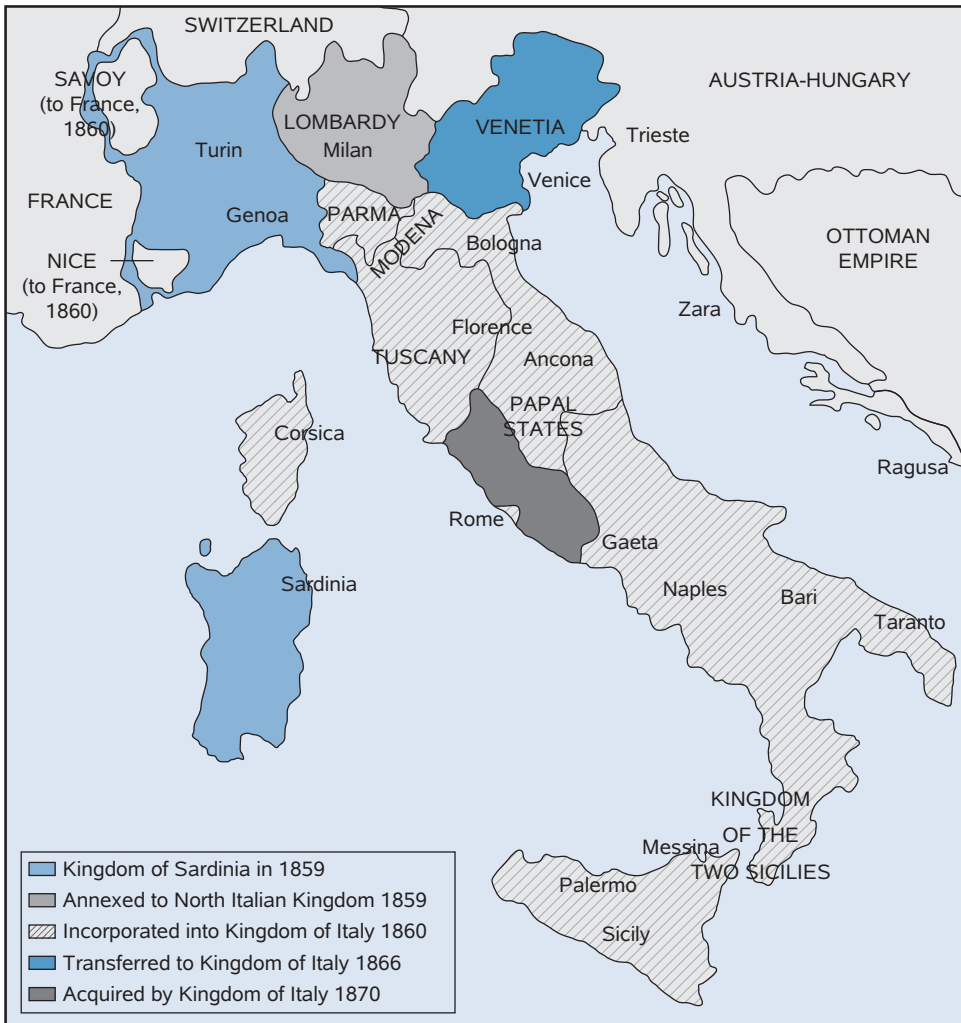 SWITZERLAND
SAVOY
(to France,
1860)
AUSTRIA-HUNGARY
LOMBARDY
Milan
VENETIA
Trieste
Turin
Venice
FRANCE
Genoa
PARMA
MODENA
Bologna
OTTOMAN
EMPIRE
NICE
(to France,
1860)
Zara
Florence
TUSCANY
Ancona
PAPAL
STATES
Corsica
Ragusa
Rome
Gaeta
Sardinia
Naples
Bari
Taranto
KINGDOM
OF THE
TWO SICILIES
Messina
Palermo
Sicily
Kingdom of Sardinia in 1859
Annexed to North Italian Kingdom 1859
Incorporated into Kingdom of Italy 1860
Transferred to Kingdom of Italy 1866
Acquired by Kingdom of Italy 1870